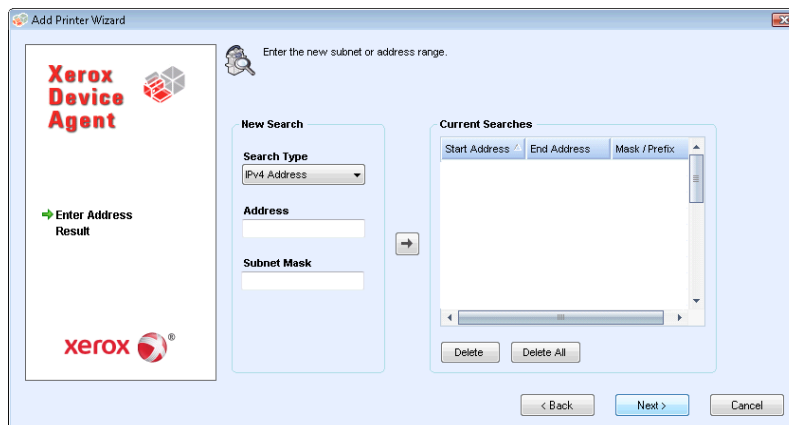 Add Printer Wizard
Xerox
Device
Agent
Enter the new subnet or address range.
Enter Address
Result
xerox ®
New Search
Search Type
IPv4 Address
Address
Subnet Mask
Current Searches
Start Address End Address Mask / Prefix
Delete Delete All
< Back Next > Cancel